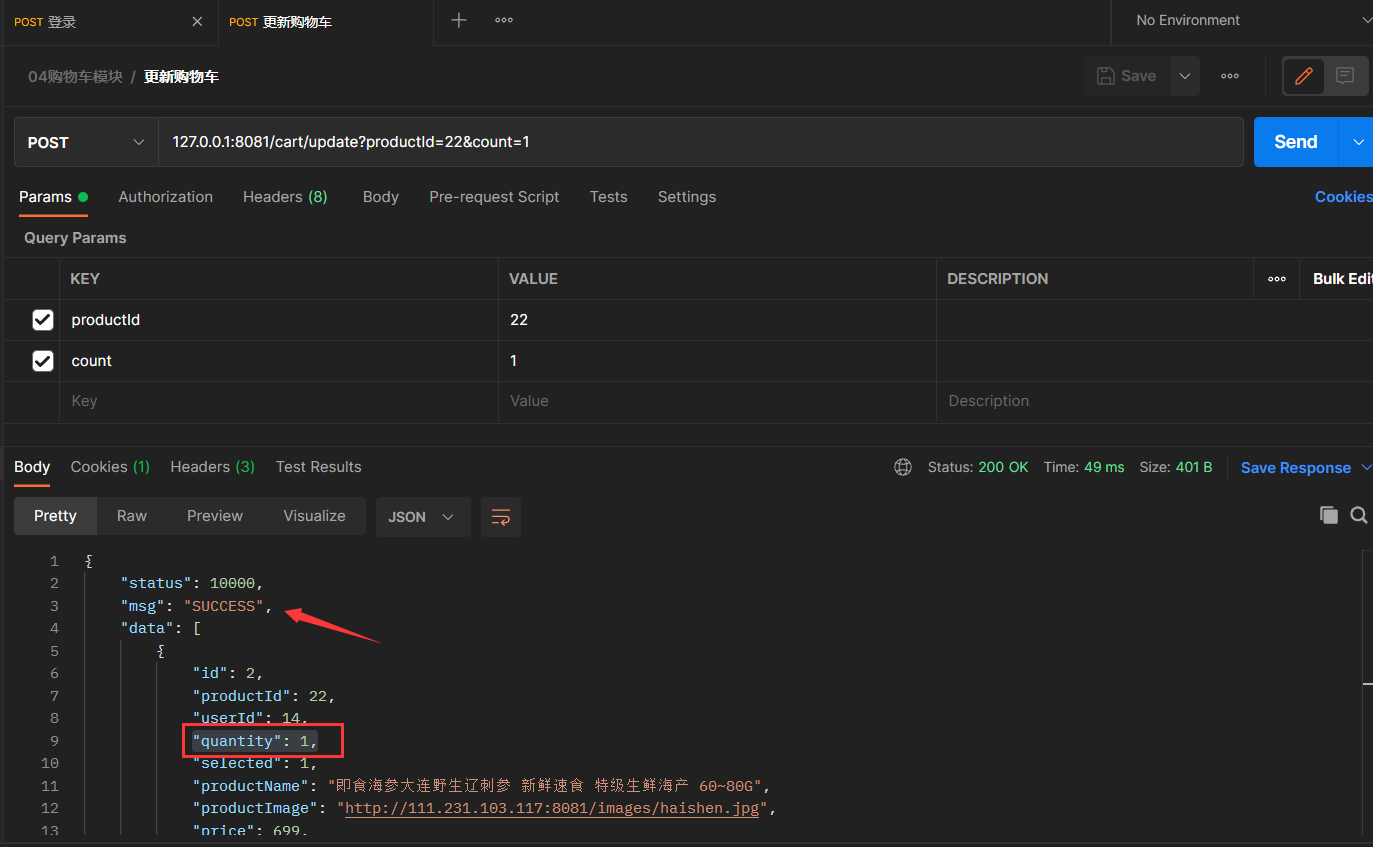 POST 登录
POST 更新购物车
No Environment
04购物车模块 / 更新购物车
Save
POST
127.0.0.1:8081/cart/update?productId=22&count=1
Send
Params Authorization Headers (8) Body Pre-request Script Tests Settings Cookies
Query Params
KEY VALUE DESCRIPTION Bulk Edit
productId 22
count 1
Key Value Description
Body Cookies (1) Headers (3) Test Results Status: 200 OK Time: 49 ms Size: 401 B Save Response
Pretty Raw Preview Visualize JSON
1 {
2 "status": 10000,
3 "msg": "SUCCESS",
4 "data": [
5 {
6 "id": 2,
7 "productId": 22,
8 "userId": 14,
9 "quantity": 1,
10 "selected": 1,
11 "productName": "即食海参大连野生辽刺参 新鲜速食 特级生鲜海产 60~80G",
12 "productImage": "http://111.231.103.117:8081/images/haishen.jpg",
13 "price": 699,